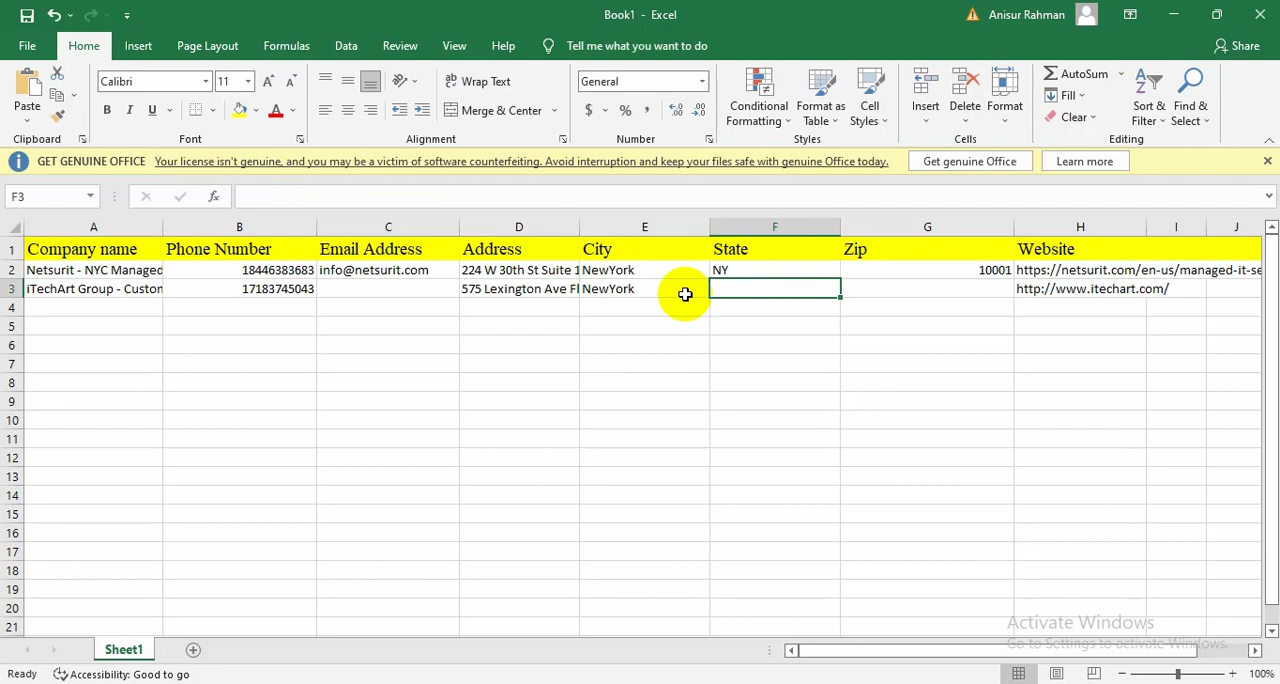 Book1 - Excel
Anisur Rahman
File Home Insert Page Layout Formulas Data Review View Help Tell me what you want to do Share
Paste
Clipboard
Calibri 11
B I U
A
Font
Wrap Text
Merge & Center
Alignment
General
$ % ,
Number
Conditional Formatting
Format as Table
Cell Styles
Styles
Insert
Delete
Format
Cells
AutoSum
Fill
Clear
Sort & Filter
Find & Select
Editing
GET GENUINE OFFICE Your license isn't genuine, and you may be a victim of software counterfeiting. Avoid interruption and keep your files safe with genuine Office today. Get genuine Office Learn more
F3 fx
A B C D E F G H I J
1 Company name Phone Number Email Address Address City State Zip Website
2 Netsurit - NYC Managed 18446383683 info@netsurit.com 224 W 30th St Suite 1 NewYork NY 10001 https://netsurit.com/en-us/managed-it-se
3 iTechArt Group - Custon 17183745043 575 Lexington Ave Fl NewYork http://www.itechart.com/
4
5
6
7
8
9
10
11
12
13
14
15
16
17
18
19
20
21
Activate Windows
Go to Settings to activate Windows.
Sheet1
Ready Accessibility: Good to go 100%